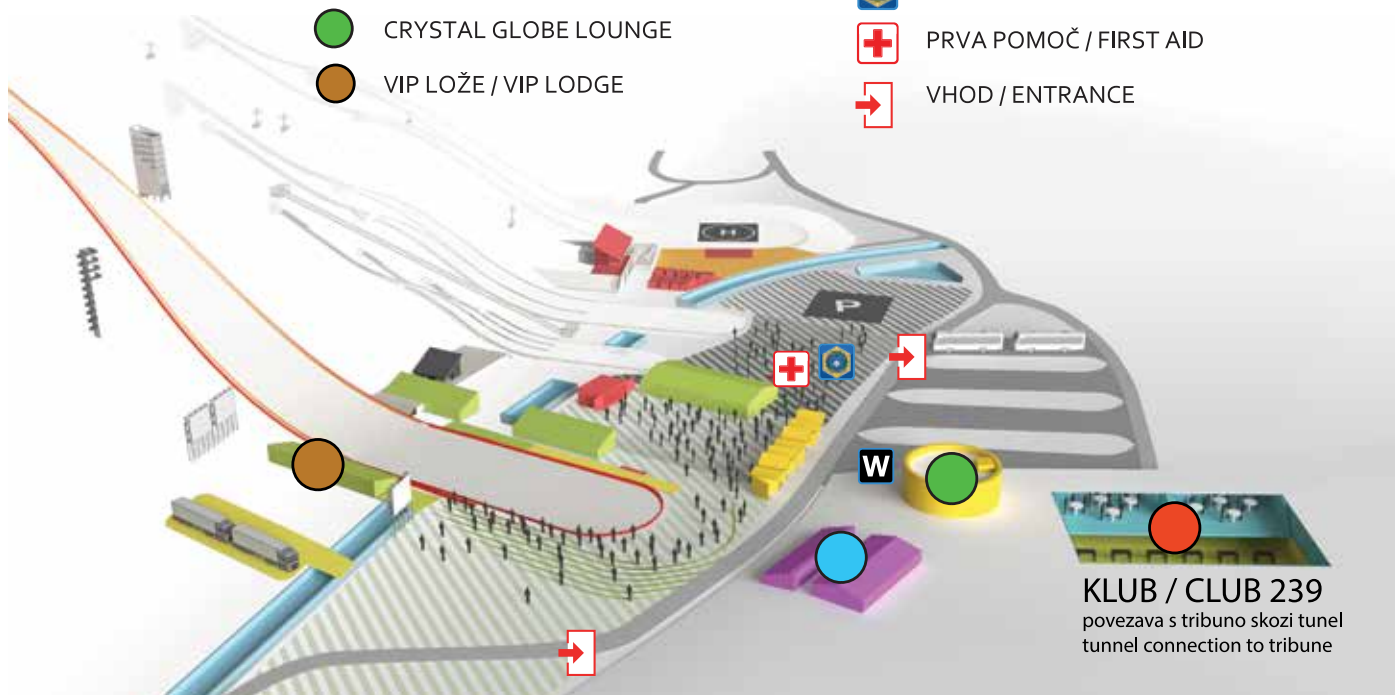 CRYSTAL GLOBE LOUNGE
VIP LOŽE / VIP LODGE
PRVA POMOČ / FIRST AID
VHOD / ENTRANCE
H
P
W
KLUB / CLUB 239
povezava s tribuno skozi tunel
tunnel connection to tribune